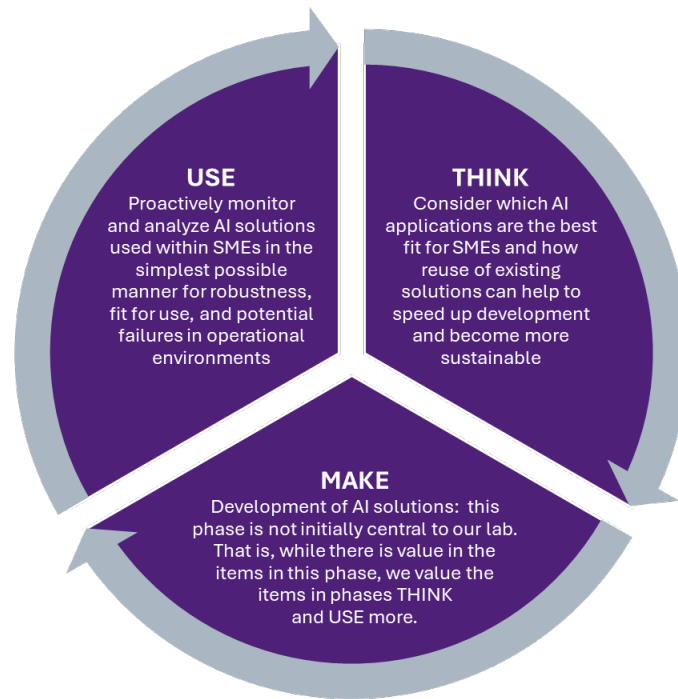 USE
Proactively monitor
and analyze AI solutions
used within SMEs in the
simplest possible
manner for robustness,
fit for use, and potential
failures in operational
environments
THINK
Consider which AI
applications are the best
fit for SMEs and how
reuse of existing
solutions can help to
speed up development
and become more
sustainable
MAKE
Development of AI solutions:  this
phase is not initially central to our lab.
That is, while there is value in the
items in this phase, we value the
items in phases THINK
and USE more.